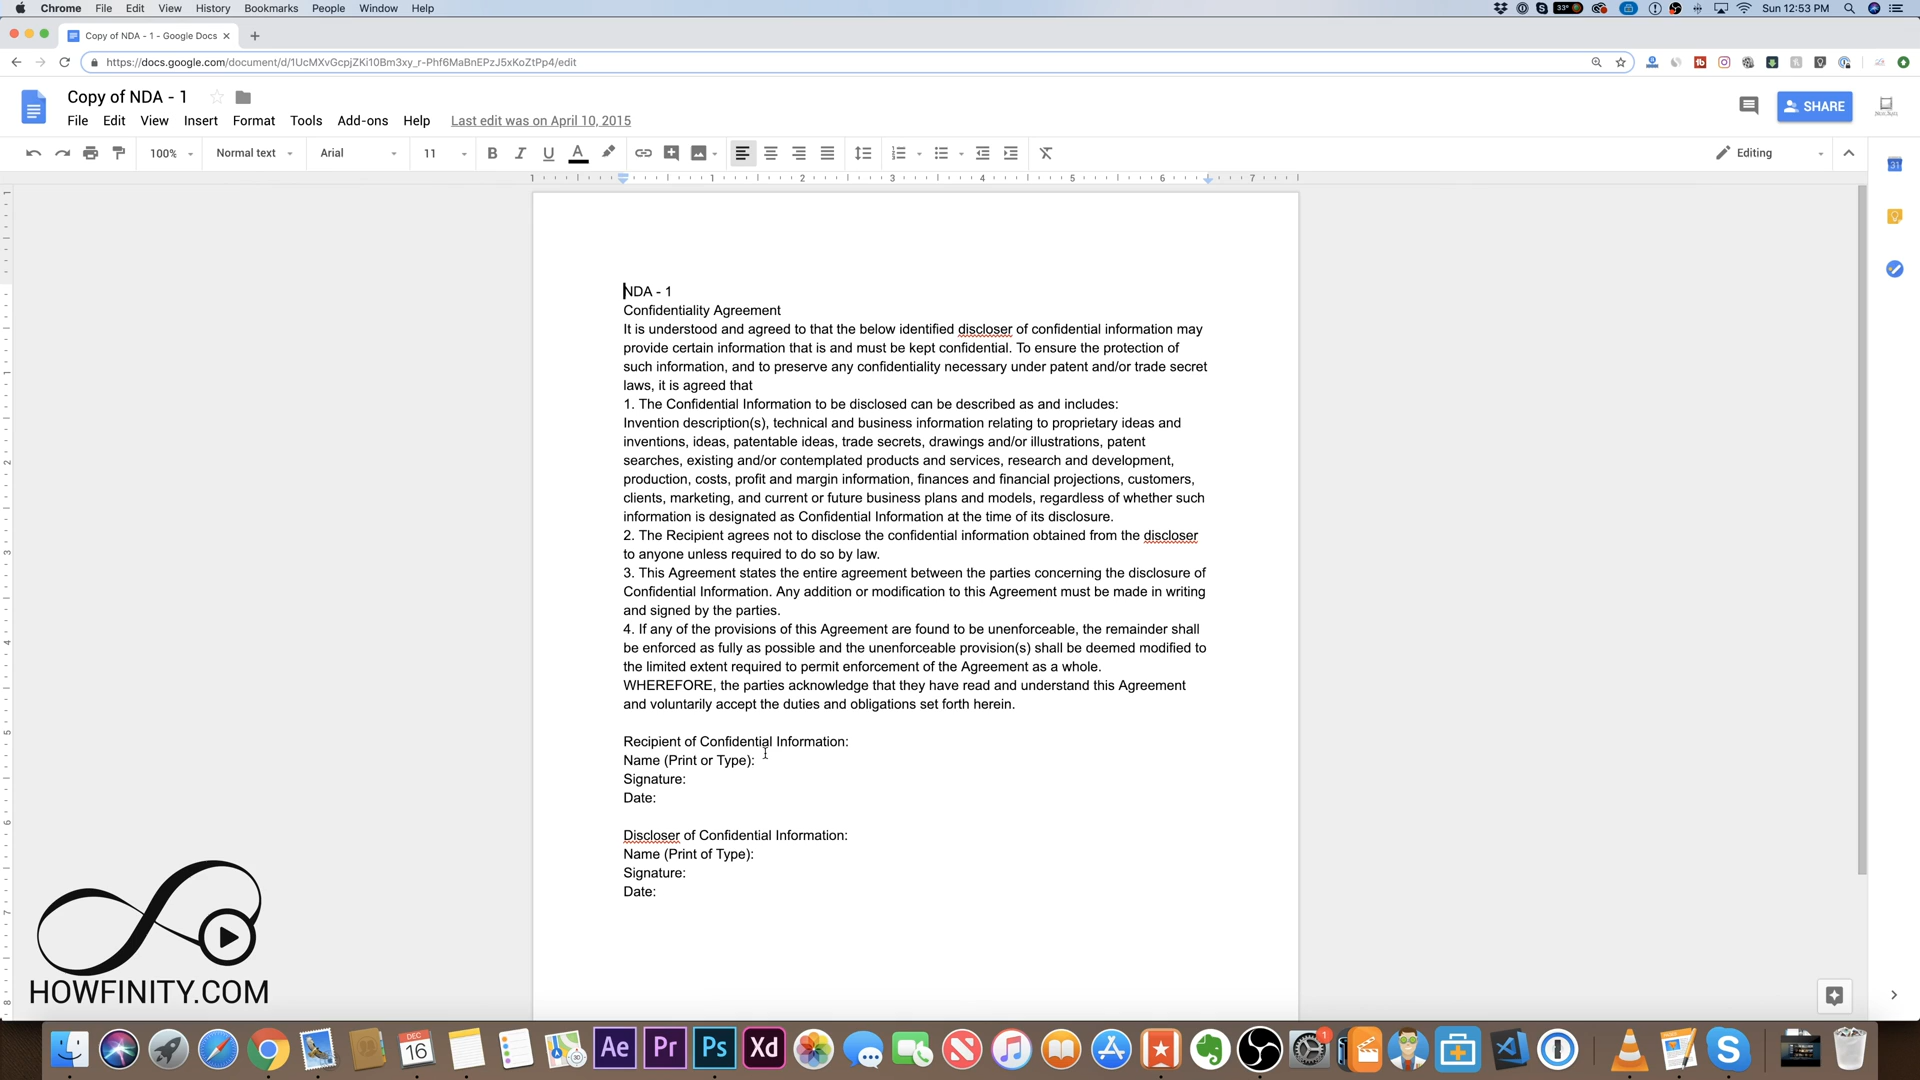 Chrome File Edit View History Bookmarks People Window Help
33° Sun 12:53 PM
Copy of NDA - 1 - Google Docs
https://docs.google.com/document/d/1UcMXvGcpjZKi10Bm3xy_r-Phf6MaBnEPzJ5xKoZtPp4/edit
Copy of NDA - 1
SHARE
File Edit View Insert Format Tools Add-ons Help Last edit was on April 10, 2015
100% Normal text Arial 11 B I U A Editing
1 1 2 3 4 5 6 7
31
NDA - 1
Confidentiality Agreement
It is understood and agreed to that the below identified discloser of confidential information may
provide certain information that is and must be kept confidential. To ensure the protection of
such information, and to preserve any confidentiality necessary under patent and/or trade secret
laws, it is agreed that
1. The Confidential Information to be disclosed can be described as and includes:
Invention description(s), technical and business information relating to proprietary ideas and
inventions, ideas, patentable ideas, trade secrets, drawings and/or illustrations, patent
searches, existing and/or contemplated products and services, research and development,
production, costs, profit and margin information, finances and financial projections, customers,
clients, marketing, and current or future business plans and models, regardless of whether such
information is designated as Confidential Information at the time of its disclosure.
2. The Recipient agrees not to disclose the confidential information obtained from the discloser
to anyone unless required to do so by law.
3. This Agreement states the entire agreement between the parties concerning the disclosure of
Confidential Information. Any addition or modification to this Agreement must be made in writing
and signed by the parties.
4. If any of the provisions of this Agreement are found to be unenforceable, the remainder shall
be enforced as fully as possible and the unenforceable provision(s) shall be deemed modified to
the limited extent required to permit enforcement of the Agreement as a whole.
WHEREFORE, the parties acknowledge that they have read and understand this Agreement
and voluntarily accept the duties and obligations set forth herein.
Recipient of Confidential Information:
Name (Print or Type):
Signature:
Date:
Discloser of Confidential Information:
Name (Print of Type):
Signature:
Date:
HOWFINITY.COM
DEC
16
Ae Pr Ps Xd
1